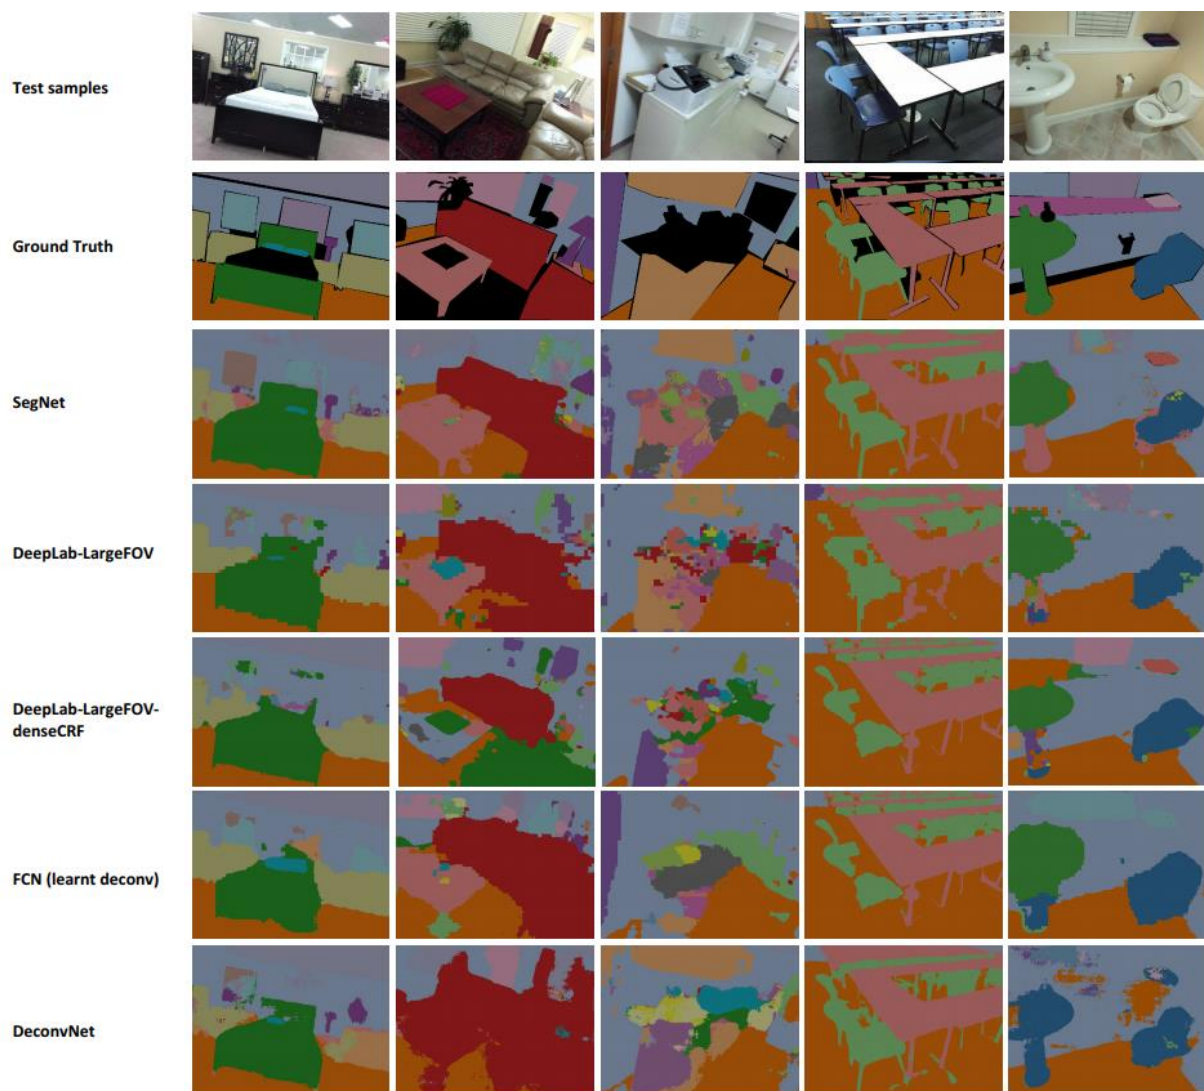 Test samples
Ground Truth
SegNet
DeepLab-LargeFOV
DeepLab-LargeFOV-
denseCRF
FCN (learnt deconv)
DeconvNet